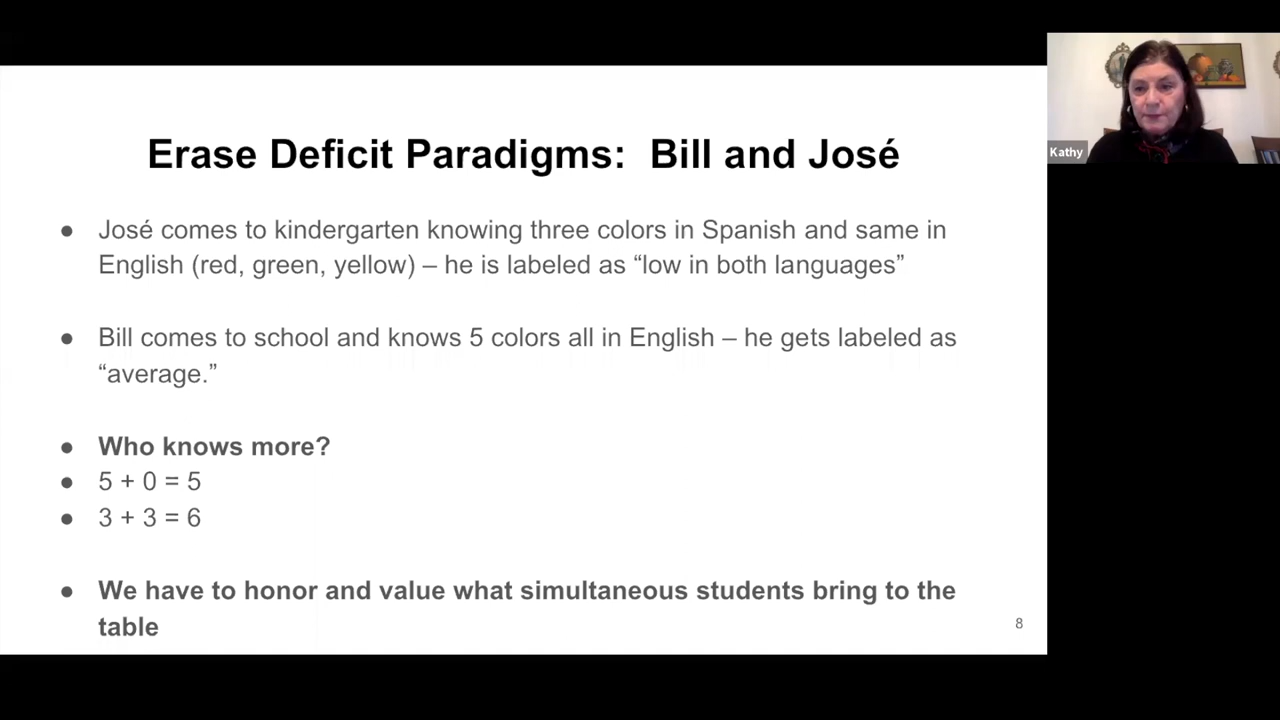 Erase Deficit Paradigms:  Bill and José
● José comes to kindergarten knowing three colors in Spanish and same in
English (red, green, yellow) – he is labeled as “low in both languages”
● Bill comes to school and knows 5 colors all in English – he gets labeled as
“average.”
● Who knows more?
● 5 + 0 = 5
● 3 + 3 = 6
● We have to honor and value what simultaneous students bring to the
table
8
Kathy